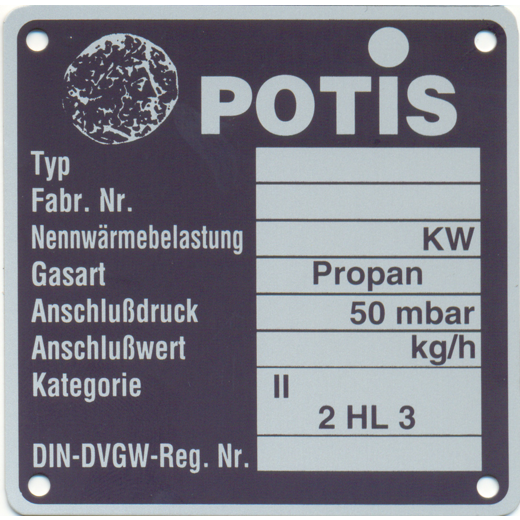 POTIS
Typ
Fabr. Nr.
Nennwärmebelastung KW
Gasart Propan
Anschlußdruck 50 mbar
Anschlußwert kg/h
Kategorie II
2 HL 3
DIN-DVGW-Reg. Nr.